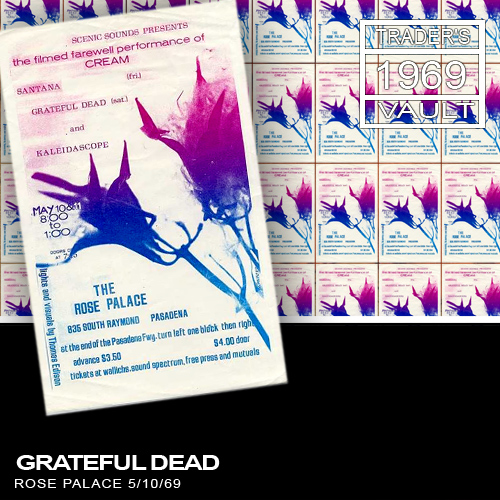 SCENIC SOUNDS PRESENTS
the filmed farewell performance of
CREAM
SANTANA (fri.)
GRATEFUL DEAD (sat.)
and
KALEIDASCOPE
MAY 10&
8:00
to
1:00
DOORS
AT
lights and visuals by Thomas Edison
THE
ROSE PALACE
835 SOUTH RAYMOND PASADENA
at the end of the Pasadena Fwy. turn left one block then right
advance $3.50 $4.00 door
tickets at wallichs, sound spectrum, free press and mutuals
TRADER'S
1969
VAULT
GRATEFUL DEAD
ROSE PALACE 5/10/69